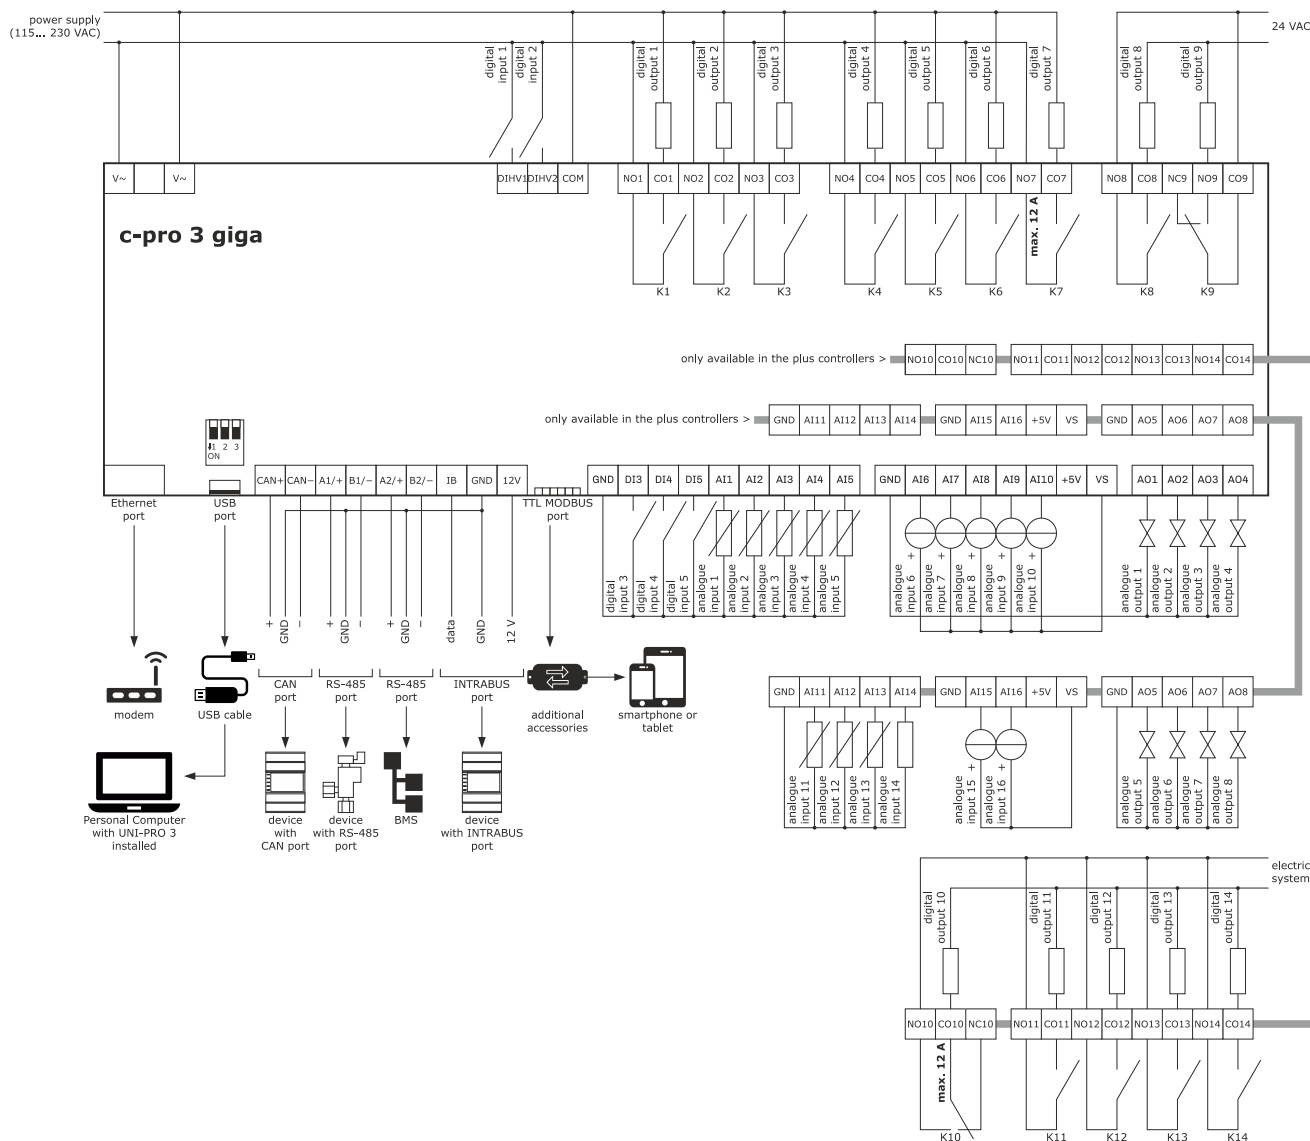 power supply
(115... 230 VAC)
24 VAC
digital
input 1
digital
input 2
digital
output 1
digital
output 2
digital
output 3
digital
output 4
digital
output 5
digital
output 6
digital
output 7
digital
output 8
digital
output 9
V~ V~ DIHV1 DIHV2 COM NO1 CO1 NO2 CO2 NO3 CO3 NO4 CO4 NO5 CO5 NO6 CO6 NO7 CO7 NO8 CO8 NC9 NO9 CO9
c-pro 3 giga
max. 12 A
K1 K2 K3 K4 K5 K6 K7 K8 K9
only available in the plus controllers >
NO10 CO10 NC10 NO11 CO11 NO12 CO12 NO13 CO13 NO14 CO14
only available in the plus controllers >
GND AI11 AI12 AI13 AI14 GND AI15 AI16 +5V VS GND AO5 AO6 AO7 AO8
1 2 3
ON
CAN+ CAN− A1/+ B1/− A2/+ B2/− IB GND 12V
GND DI3 DI4 DI5 AI1 AI2 AI3 AI4 AI5 GND AI6 AI7 AI8 AI9 AI10 +5V VS AO1 AO2 AO3 AO4
Ethernet
port
USB
port
TTL MODBUS
port
digital
input 3
digital
input 4
digital
input 5
analogue
input 1
analogue
input 2
analogue
input 3
analogue
input 4
analogue
input 5
analogue
input 6 +
analogue
input 7 +
analogue
input 8 +
analogue
input 9 +
analogue
input 10 +
analogue
output 1
analogue
output 2
analogue
output 3
analogue
output 4
+ GND − + GND − + GND − data GND 12 V
modem
USB cable
CAN
port
RS-485
port
RS-485
port
INTRABUS
port
additional
accessories
smartphone or
tablet
Personal Computer
with UNI-PRO 3
installed
device
with
CAN port
device
with RS-485
port
BMS
device
with INTRABUS
port
GND AI11 AI12 AI13 AI14 GND AI15 AI16 +5V VS GND AO5 AO6 AO7 AO8
analogue
input 11
analogue
input 12
analogue
input 13
analogue
input 14
analogue
input 15 +
analogue
input 16 +
analogue
output 5
analogue
output 6
analogue
output 7
analogue
output 8
electric
system
digital
output 10
digital
output 11
digital
output 12
digital
output 13
digital
output 14
NO10 CO10 NC10 NO11 CO11 NO12 CO12 NO13 CO13 NO14 CO14
max. 12 A
K10 K11 K12 K13 K14